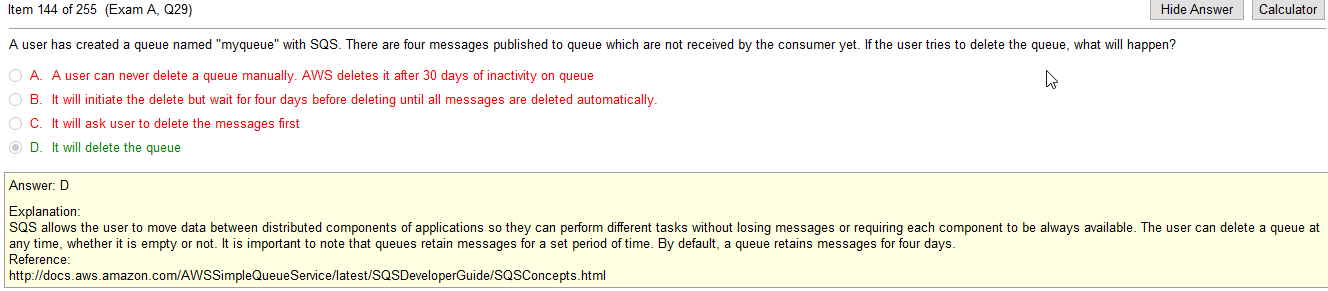 Item 144 of 255 (Exam A, Q29)
Hide Answer
Calculator
A user has created a queue named "myqueue" with SQS. There are four messages published to queue which are not received by the consumer yet. If the user tries to delete the queue, what will happen?
A. A user can never delete a queue manually. AWS deletes it after 30 days of inactivity on queue
B. It will initiate the delete but wait for four days before deleting until all messages are deleted automatically.
C. It will ask user to delete the messages first
D. It will delete the queue
Answer: D
Explanation:
SQS allows the user to move data between distributed components of applications so they can perform different tasks without losing messages or requiring each component to be always available. The user can delete a queue at
any time, whether it is empty or not. It is important to note that queues retain messages for a set period of time. By default, a queue retains messages for four days.
Reference:
http://docs.aws.amazon.com/AWSSimpleQueueService/latest/SQSDeveloperGuide/SQSConcepts.html